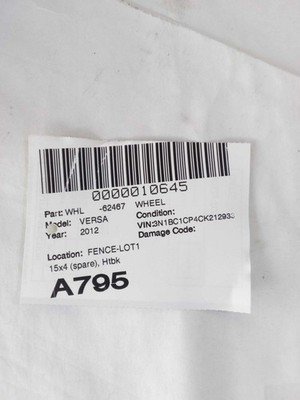 0000010645
Part: WHL -62467 WHEEL
Model: VERSA Condition:
Year: 2012 VIN:3N1BC1CP4CK212933
Damage Code:
Location: FENCE-LOT1
15x4 (spare), Htbk
A795